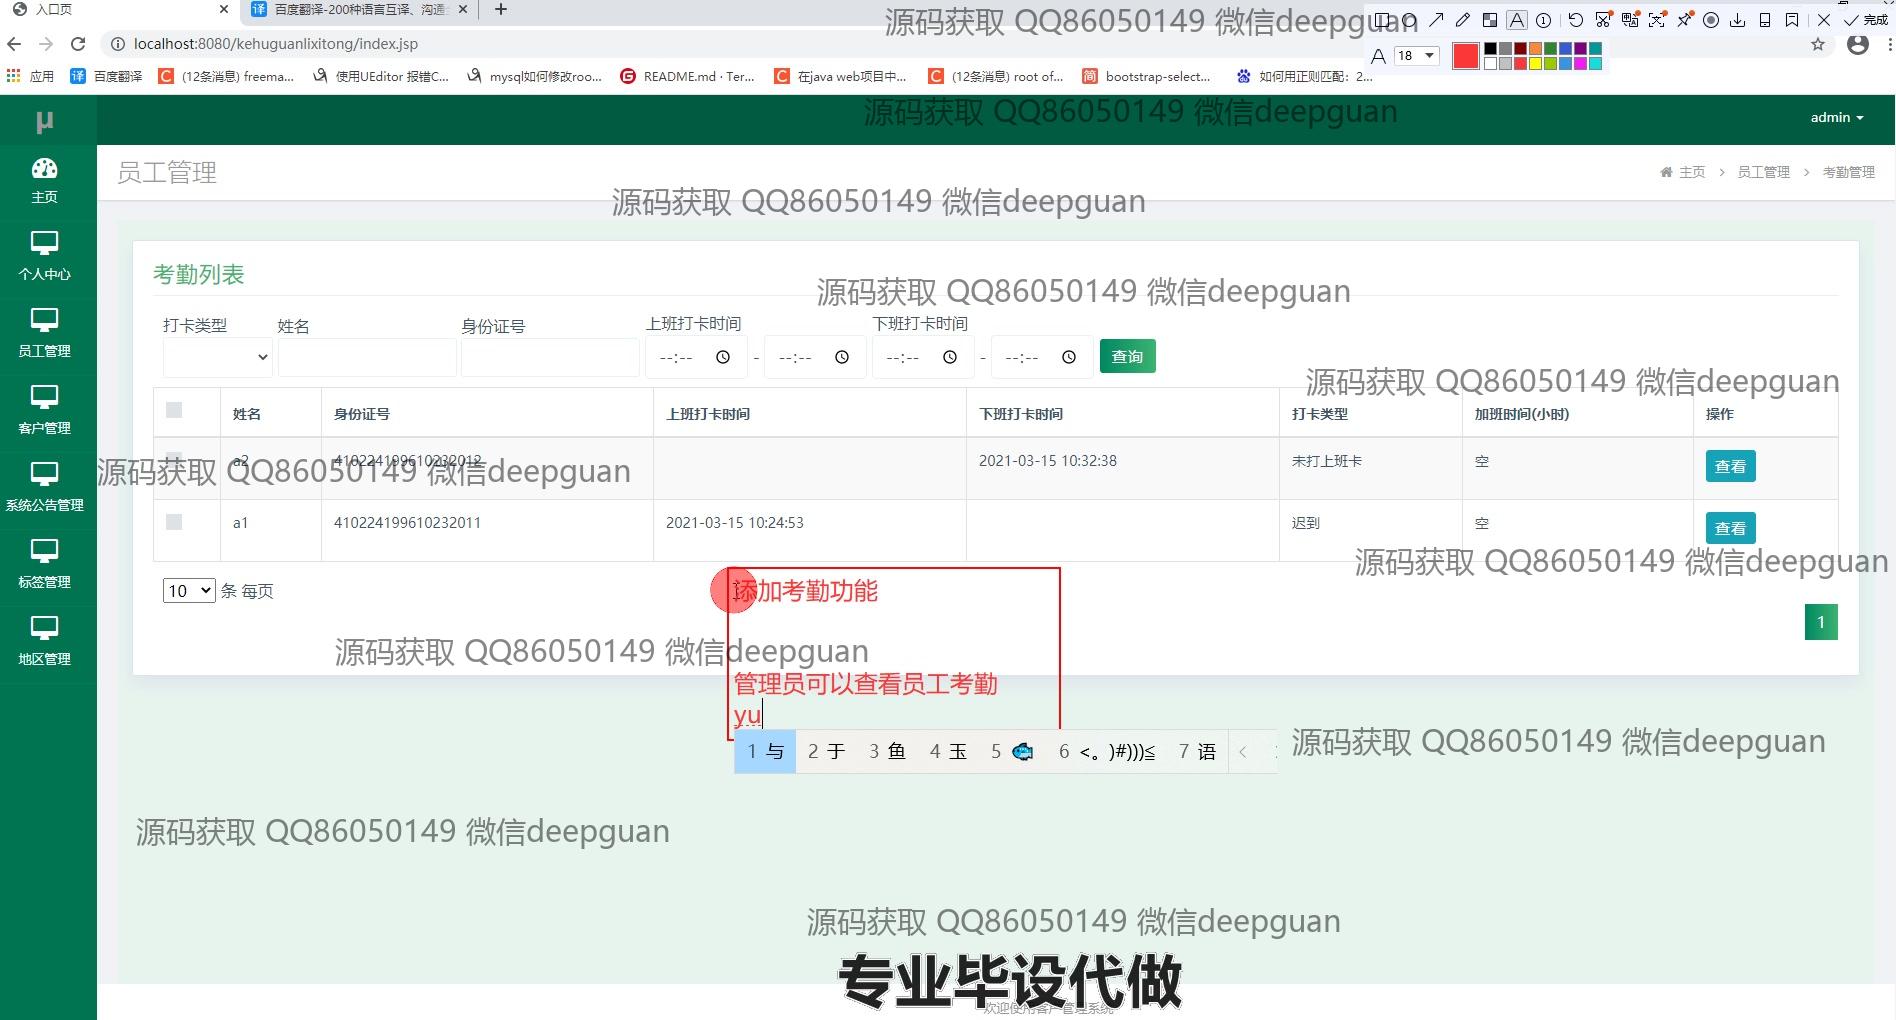 入口页
百度翻译-200种语言互译、沟通
源码获取 QQ86050149 微信deepguan
完成
localhost:8080/kehuguanlixitong/index.jsp
A 18
应用
百度翻译
(12条消息) freema...
使用UEditor 报错C...
mysql如何修改roo...
README.md · Ter...
在java web项目中...
(12条消息) root of...
bootstrap-select...
如何用正则匹配：2...
源码获取 QQ86050149 微信deepguan
µ
admin
员工管理
主页 > 员工管理 > 考勤管理
源码获取 QQ86050149 微信deepguan
主页
个人中心
员工管理
客户管理
系统公告管理
标签管理
地区管理
考勤列表
源码获取 QQ86050149 微信deepguan
打卡类型 姓名 身份证号 上班打卡时间 下班打卡时间
--:-- - --:-- --:-- - --:-- 查询
源码获取 QQ86050149 微信deepguan
姓名 身份证号 上班打卡时间 下班打卡时间 打卡类型 加班时间(小时) 操作
a2 410224199610232012 2021-03-15 10:32:38 未打上班卡 空 查看
源码获取 QQ86050149 微信deepguan
a1 410224199610232011 2021-03-15 10:24:53 迟到 空 查看
源码获取 QQ86050149 微信deepguan
10 条 每页
添加考勤功能
1
源码获取 QQ86050149 微信deepguan
管理员可以查看员工考勤
yu
1 与 2 于 3 鱼 4 玉 5 🐟 6 <。)#)))≦ 7 语
源码获取 QQ86050149 微信deepguan
源码获取 QQ86050149 微信deepguan
源码获取 QQ86050149 微信deepguan
专业毕设代做
欢迎使用客户管理系统